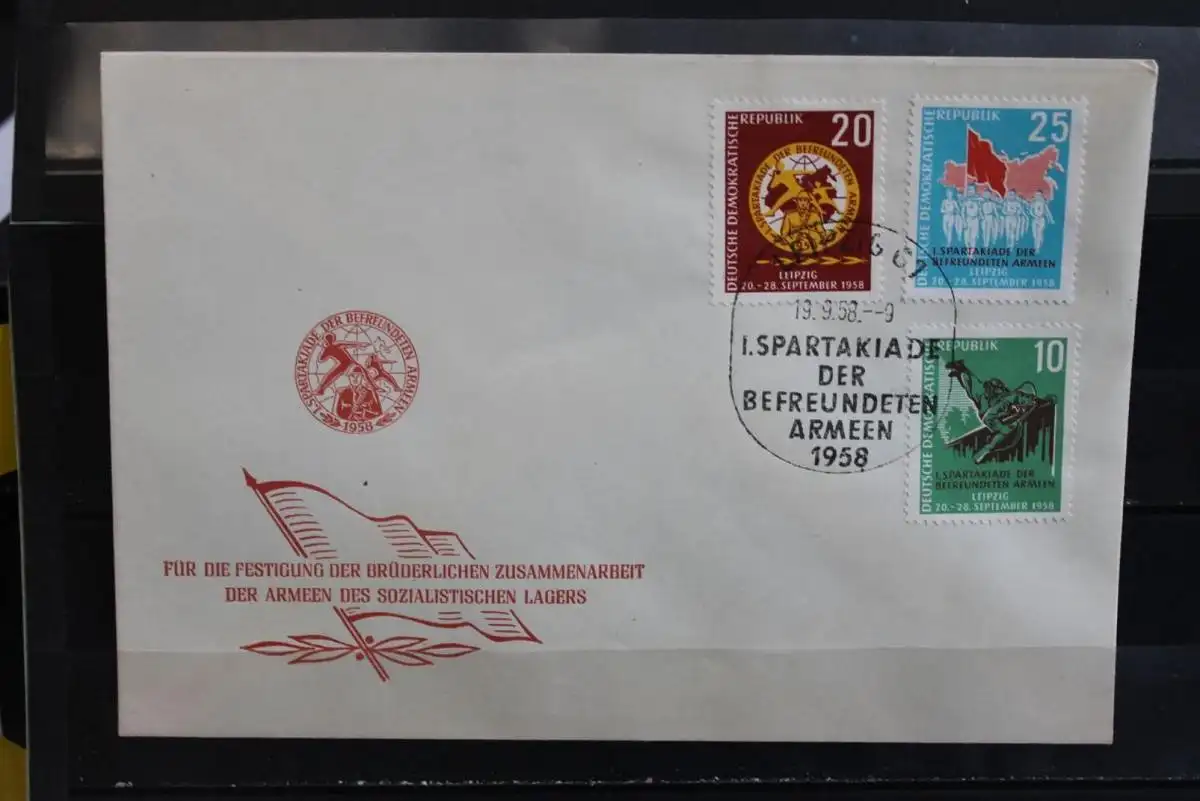 DEUTSCHE DEMOKRATISCHE
REPUBLIK
20
I. SPARTAKIADE DER BEFREUNDETEN ARMEEN
LEIPZIG
20.-28. SEPTEMBER 1958
DEUTSCHE DEMOKRATISCHE
REPUBLIK
25
I. SPARTAKIADE DER
BEFREUNDETEN ARMEEN
LEIPZIG
20.-28. SEPTEMBER 1958
LEIPZIG
19.9.58.--9
I. SPARTAKIADE
DER
BEFREUNDETEN
ARMEEN
1958
DEUTSCHE DEMOKRATISCHE
REPUBLIK
10
I. SPARTAKIADE DER
BEFREUNDETEN ARMEEN
LEIPZIG
20.-28. SEPTEMBER 1958
I. SPARTAKIADE DER BEFREUNDETEN ARMEEN
1958
FÜR DIE FESTIGUNG DER BRÜDERLICHEN ZUSAMMENARBEIT
DER ARMEEN DES SOZIALISTISCHEN LAGERS